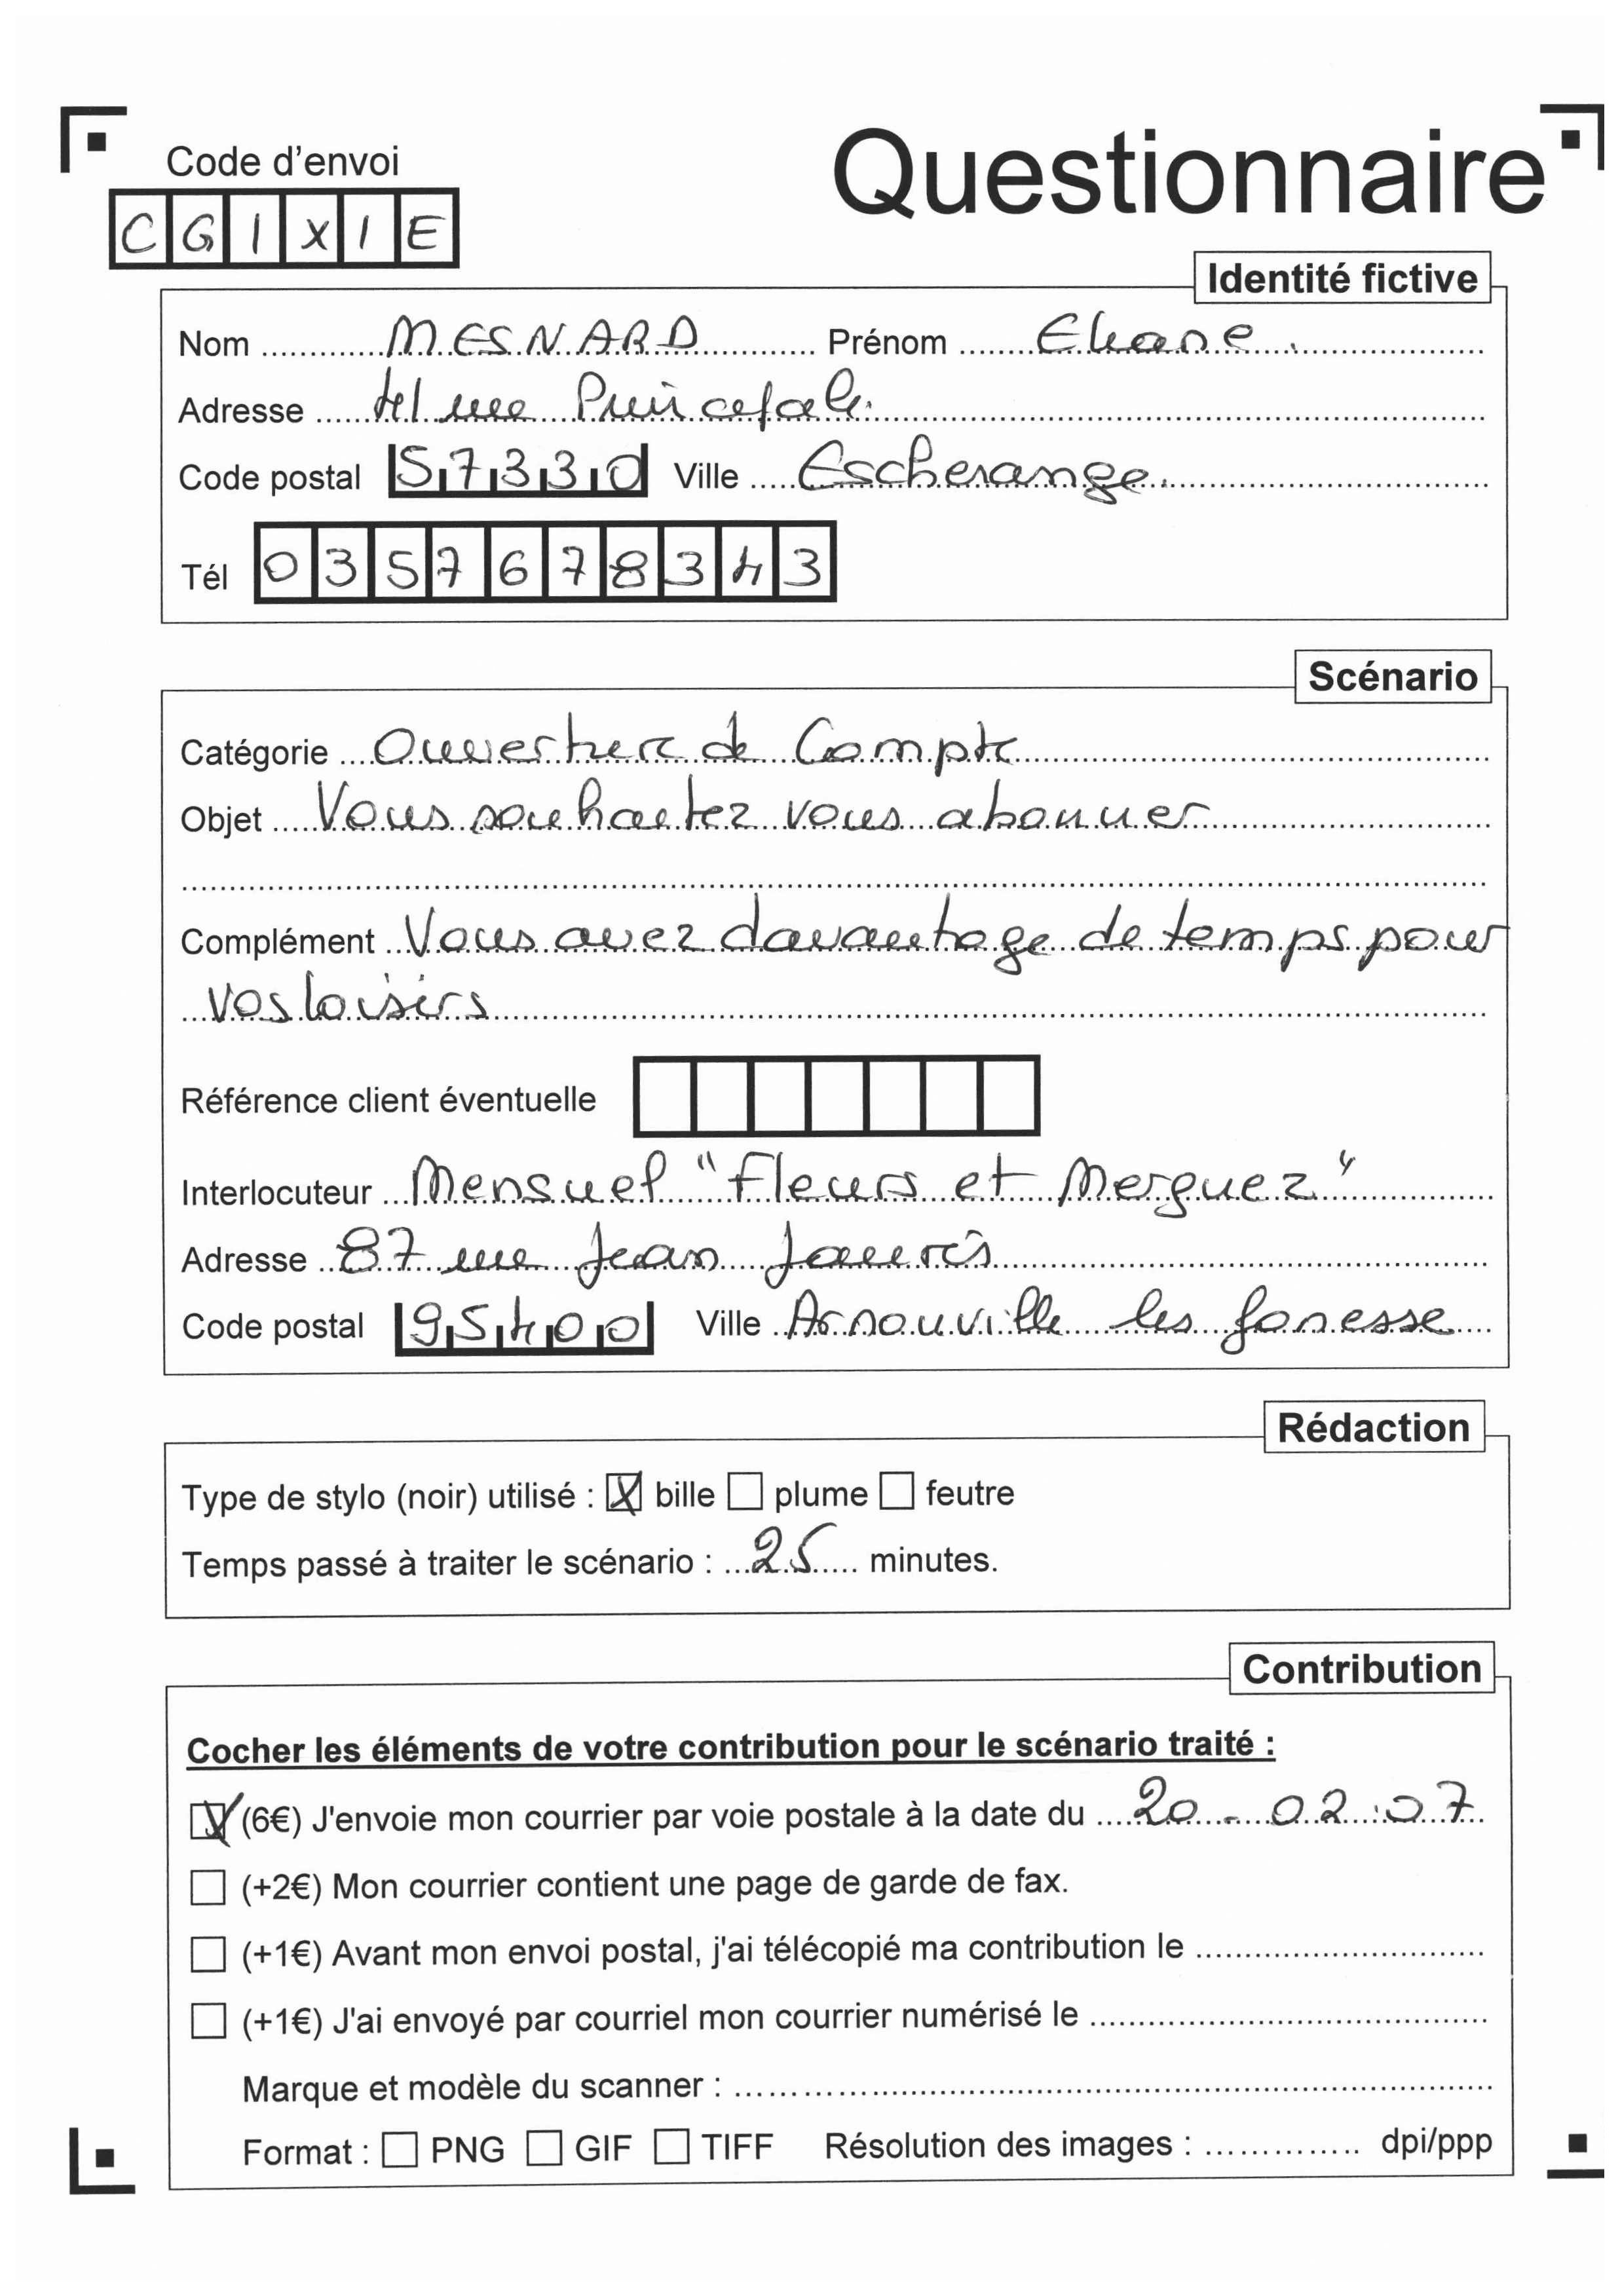 Code d'envoi
Questionnaire
CG1X1E
Identité fictive
Nom MESNARD Prénom Eliane
Adresse 41 rue Principale.
Code postal 57330 Ville Escherange.
Tél 0357678343
Scénario
Catégorie Ouverture de Compte
Objet Vous souhaitez vous abonner
Complément Vous avez davantage de temps pour
vos loisirs
Référence client éventuelle
Interlocuteur Mensuel "Fleurs et Merguez"
Adresse 87 rue Jean Jaurès
Code postal 95400 Ville Arnouville les gonesse
Rédaction
Type de stylo (noir) utilisé : X bille plume feutre
Temps passé à traiter le scénario : 25 minutes.
Contribution
Cocher les éléments de votre contribution pour le scénario traité :
X (6€) J'envoie mon courrier par voie postale à la date du 20-02.07
(+2€) Mon courrier contient une page de garde de fax.
(+1€) Avant mon envoi postal, j'ai télécopié ma contribution le
(+1€) J'ai envoyé par courriel mon courrier numérisé le
Marque et modèle du scanner :
Format : PNG GIF TIFF Résolution des images : dpi/ppp